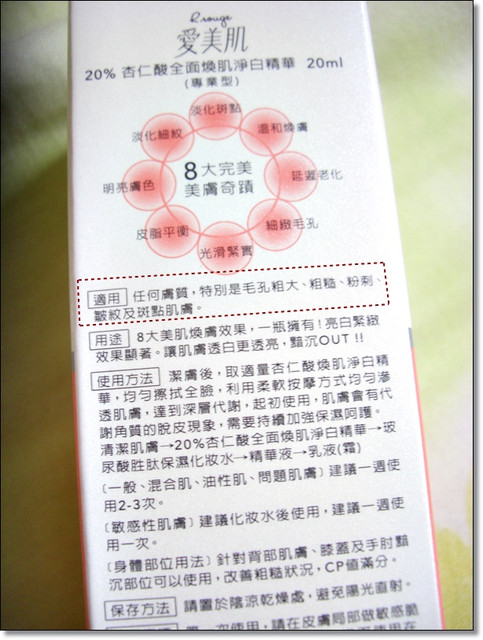 h.rouge
愛美肌
20% 杏仁酸全面煥肌淨白精華 20ml
(專業型)
淡化斑點
淡化細紋
溫和煥膚
明亮膚色
8大完美
美膚奇蹟
延遲老化
皮脂平衡
細緻毛孔
光滑緊實
適用 任何膚質,特別是毛孔粗大、粗糙、粉刺、
皺紋及斑點肌膚。
用途 8大美肌煥膚效果,一瓶擁有!亮白緊緻
效果顯著。讓肌膚透白更透亮,黯沉OUT!!
使用方法 潔膚後,取適量杏仁酸煥肌淨白精
華,均勻擦拭全臉,利用柔軟按摩方式均勻滲
透肌膚,達到深層代謝,起初使用,肌膚會有代
謝角質的脫皮現象,需要持續加強保濕呵護。
清潔肌膚→20%杏仁酸全面煥肌淨白精華→玻
尿酸胜肽保濕化妝水→精華液→乳液(霜)
(一般、混合肌、油性肌、問題肌膚)建議一週使
用2-3次。
(敏感性肌膚)建議化妝水後使用,建議一週使
用一次。
(身體部位用法)針對背部肌膚、膝蓋及手肘黯
沉部位可以使用,改善粗糙狀況,CP值滿分。
保存方法 請置於陰涼乾燥處,避免陽光直射。
第一次使用,請在皮膚局部做敏感脆